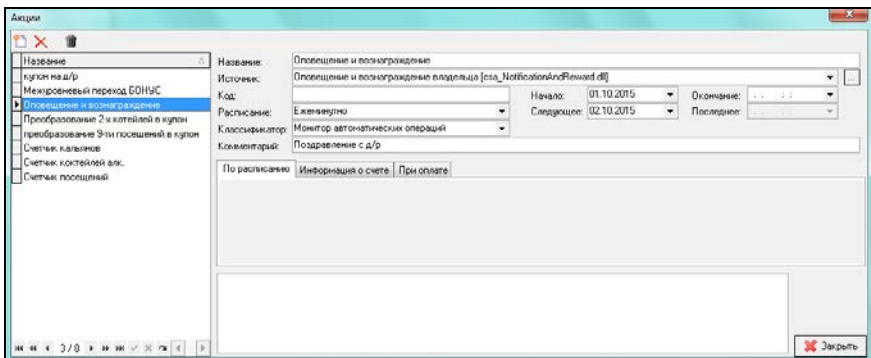 Акции
Название
купон на д/р
Межуровневый переход БОНУС
Оповещение и вознаграждение
Преобразование 2-х котейлей в купон
преобразование 9-ти посещений в купон
Счетчик кальянов
Счетчик коктейлей алк.
Счетчик посещений
3/8
Название: Оповещение и вознаграждение
Источник: Оповещение и вознаграждение владельца [csa_NotificationAndReward.dll]
Код: Начало: 01.10.2015 Окончание: . . : :
Расписание: Ежеминутно Следующее: 02.10.2015 Последнее: . . : :
Классификатор: Монитор автоматических операций
Комментарий: Поздравление с д/р
По расписанию Информация о счете При оплате
Закрыть